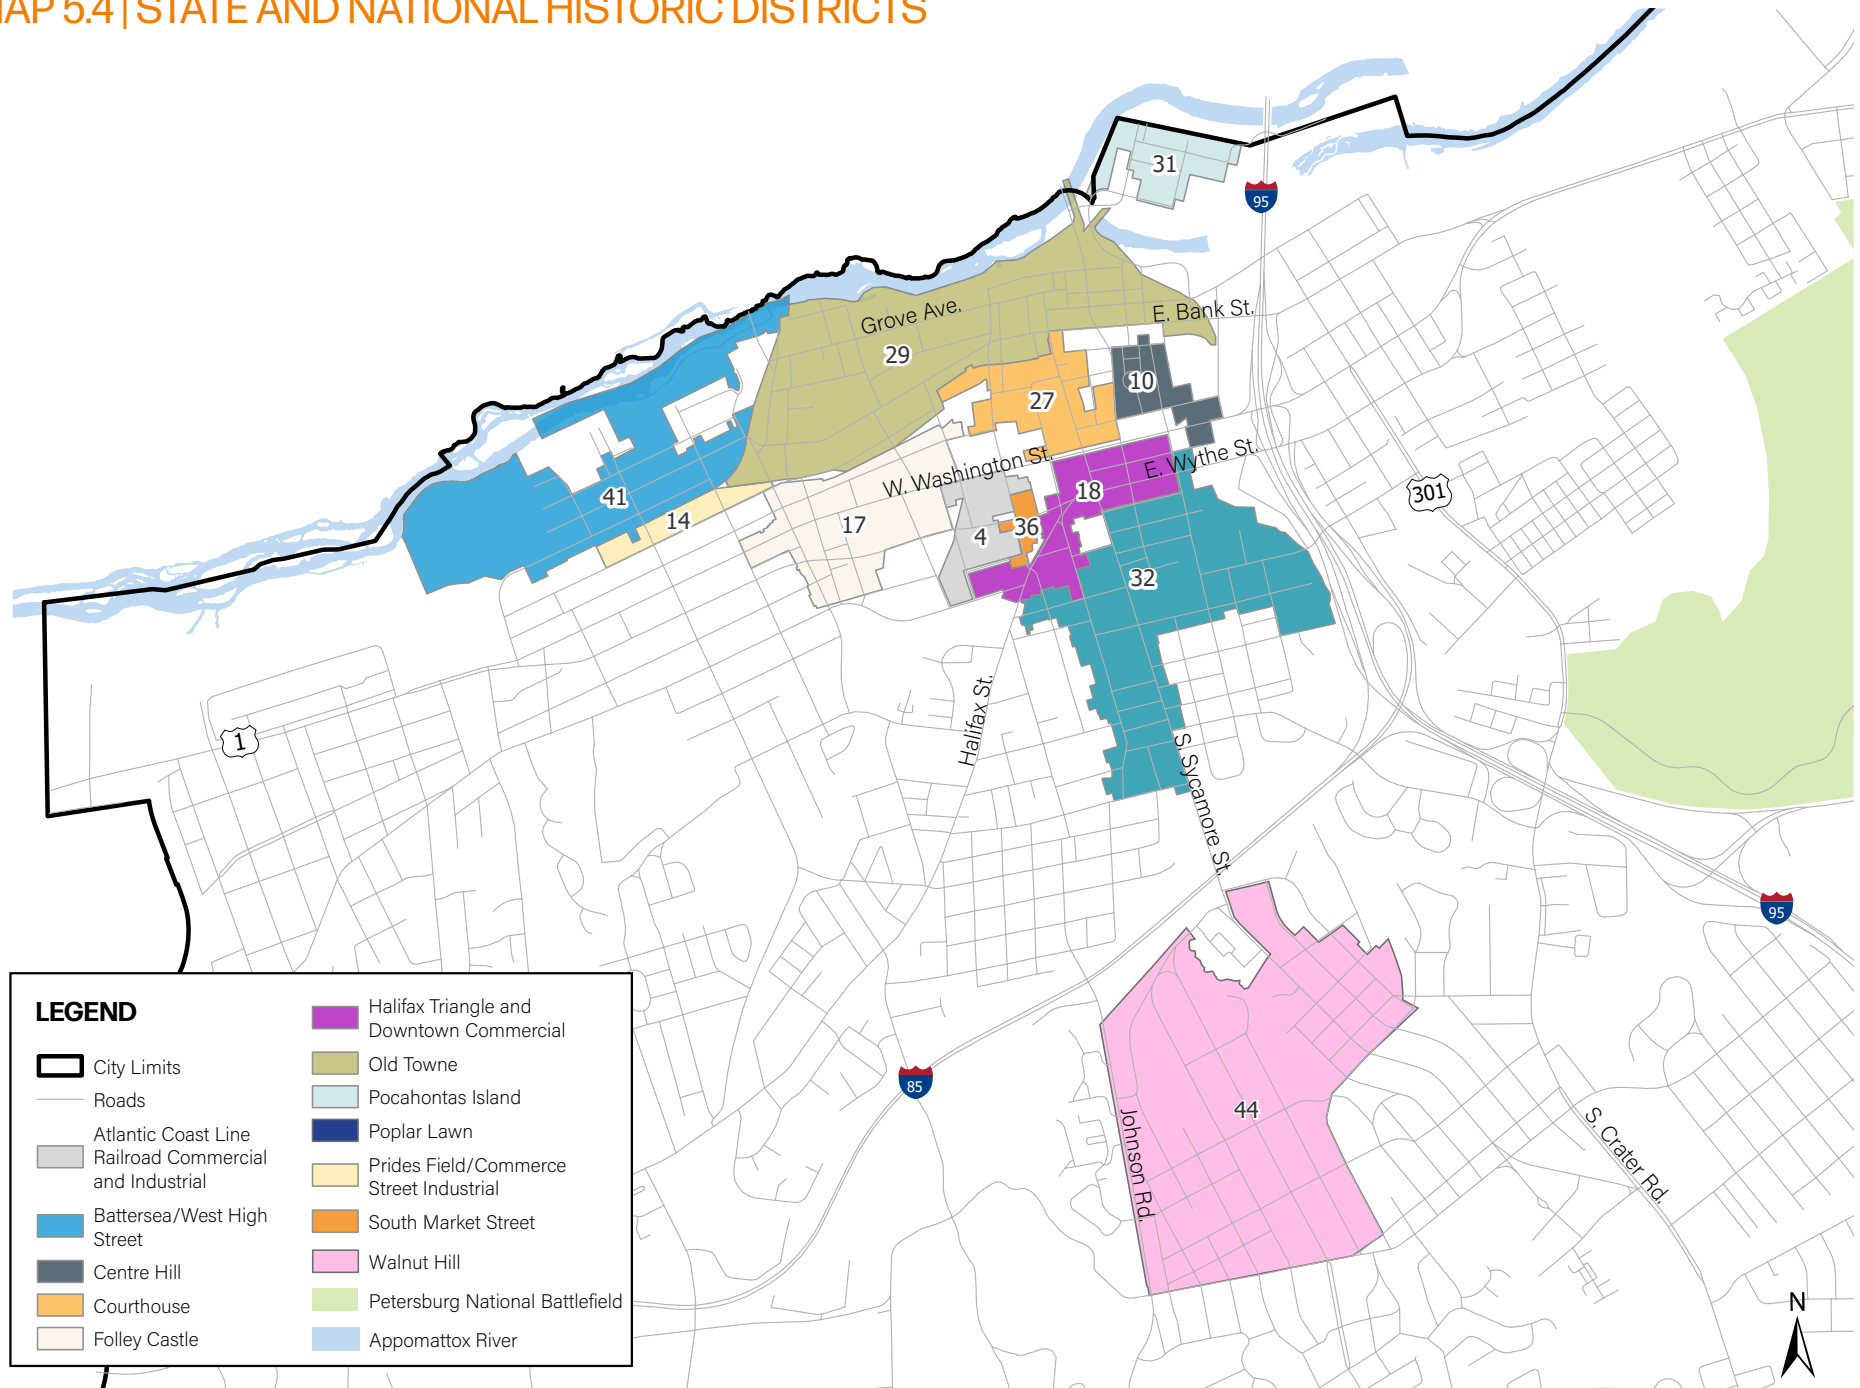 MAP 5.4 | STATE AND NATIONAL HISTORIC DISTRICTS
31
95
Grove Ave.
E. Bank St.
29
10
27
W. Washington St.
E. Wythe St.
18
301
41
14
17
36
4
32
Halifax St.
1
S. Sycamore St.
95
85
44
Johnson Rd.
S. Crater Rd.
N
LEGEND
City Limits
Roads
Atlantic Coast Line
Railroad Commercial
and Industrial
Battersea/West High
Street
Centre Hill
Courthouse
Folley Castle
Halifax Triangle and
Downtown Commercial
Old Towne
Pocahontas Island
Poplar Lawn
Prides Field/Commerce
Street Industrial
South Market Street
Walnut Hill
Petersburg National Battlefield
Appomattox River